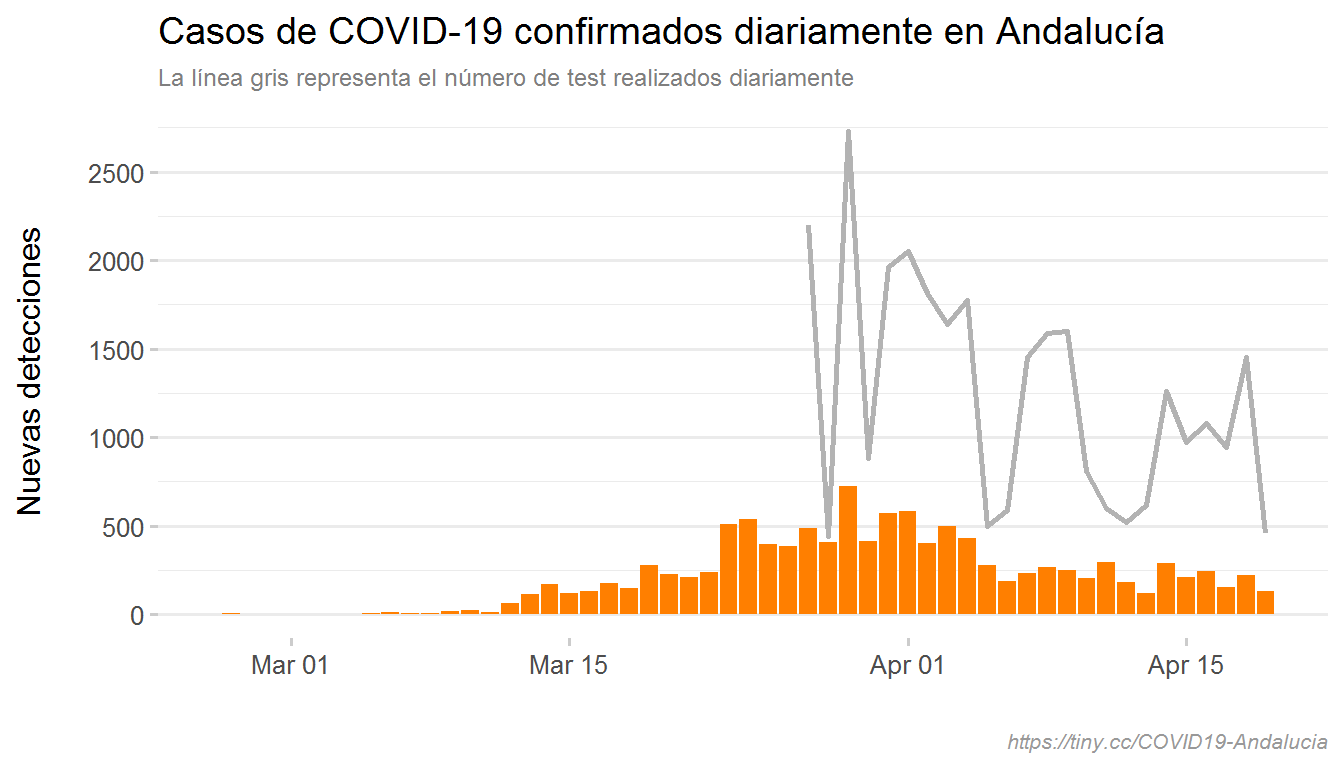 Casos de COVID-19 confirmados diariamente en Andalucía
La línea gris representa el número de test realizados diariamente
Nuevas detecciones
2500
2000
1500
1000
500
0
Mar 01
Mar 15
Apr 01
Apr 15
https://tiny.cc/COVID19-Andalucia